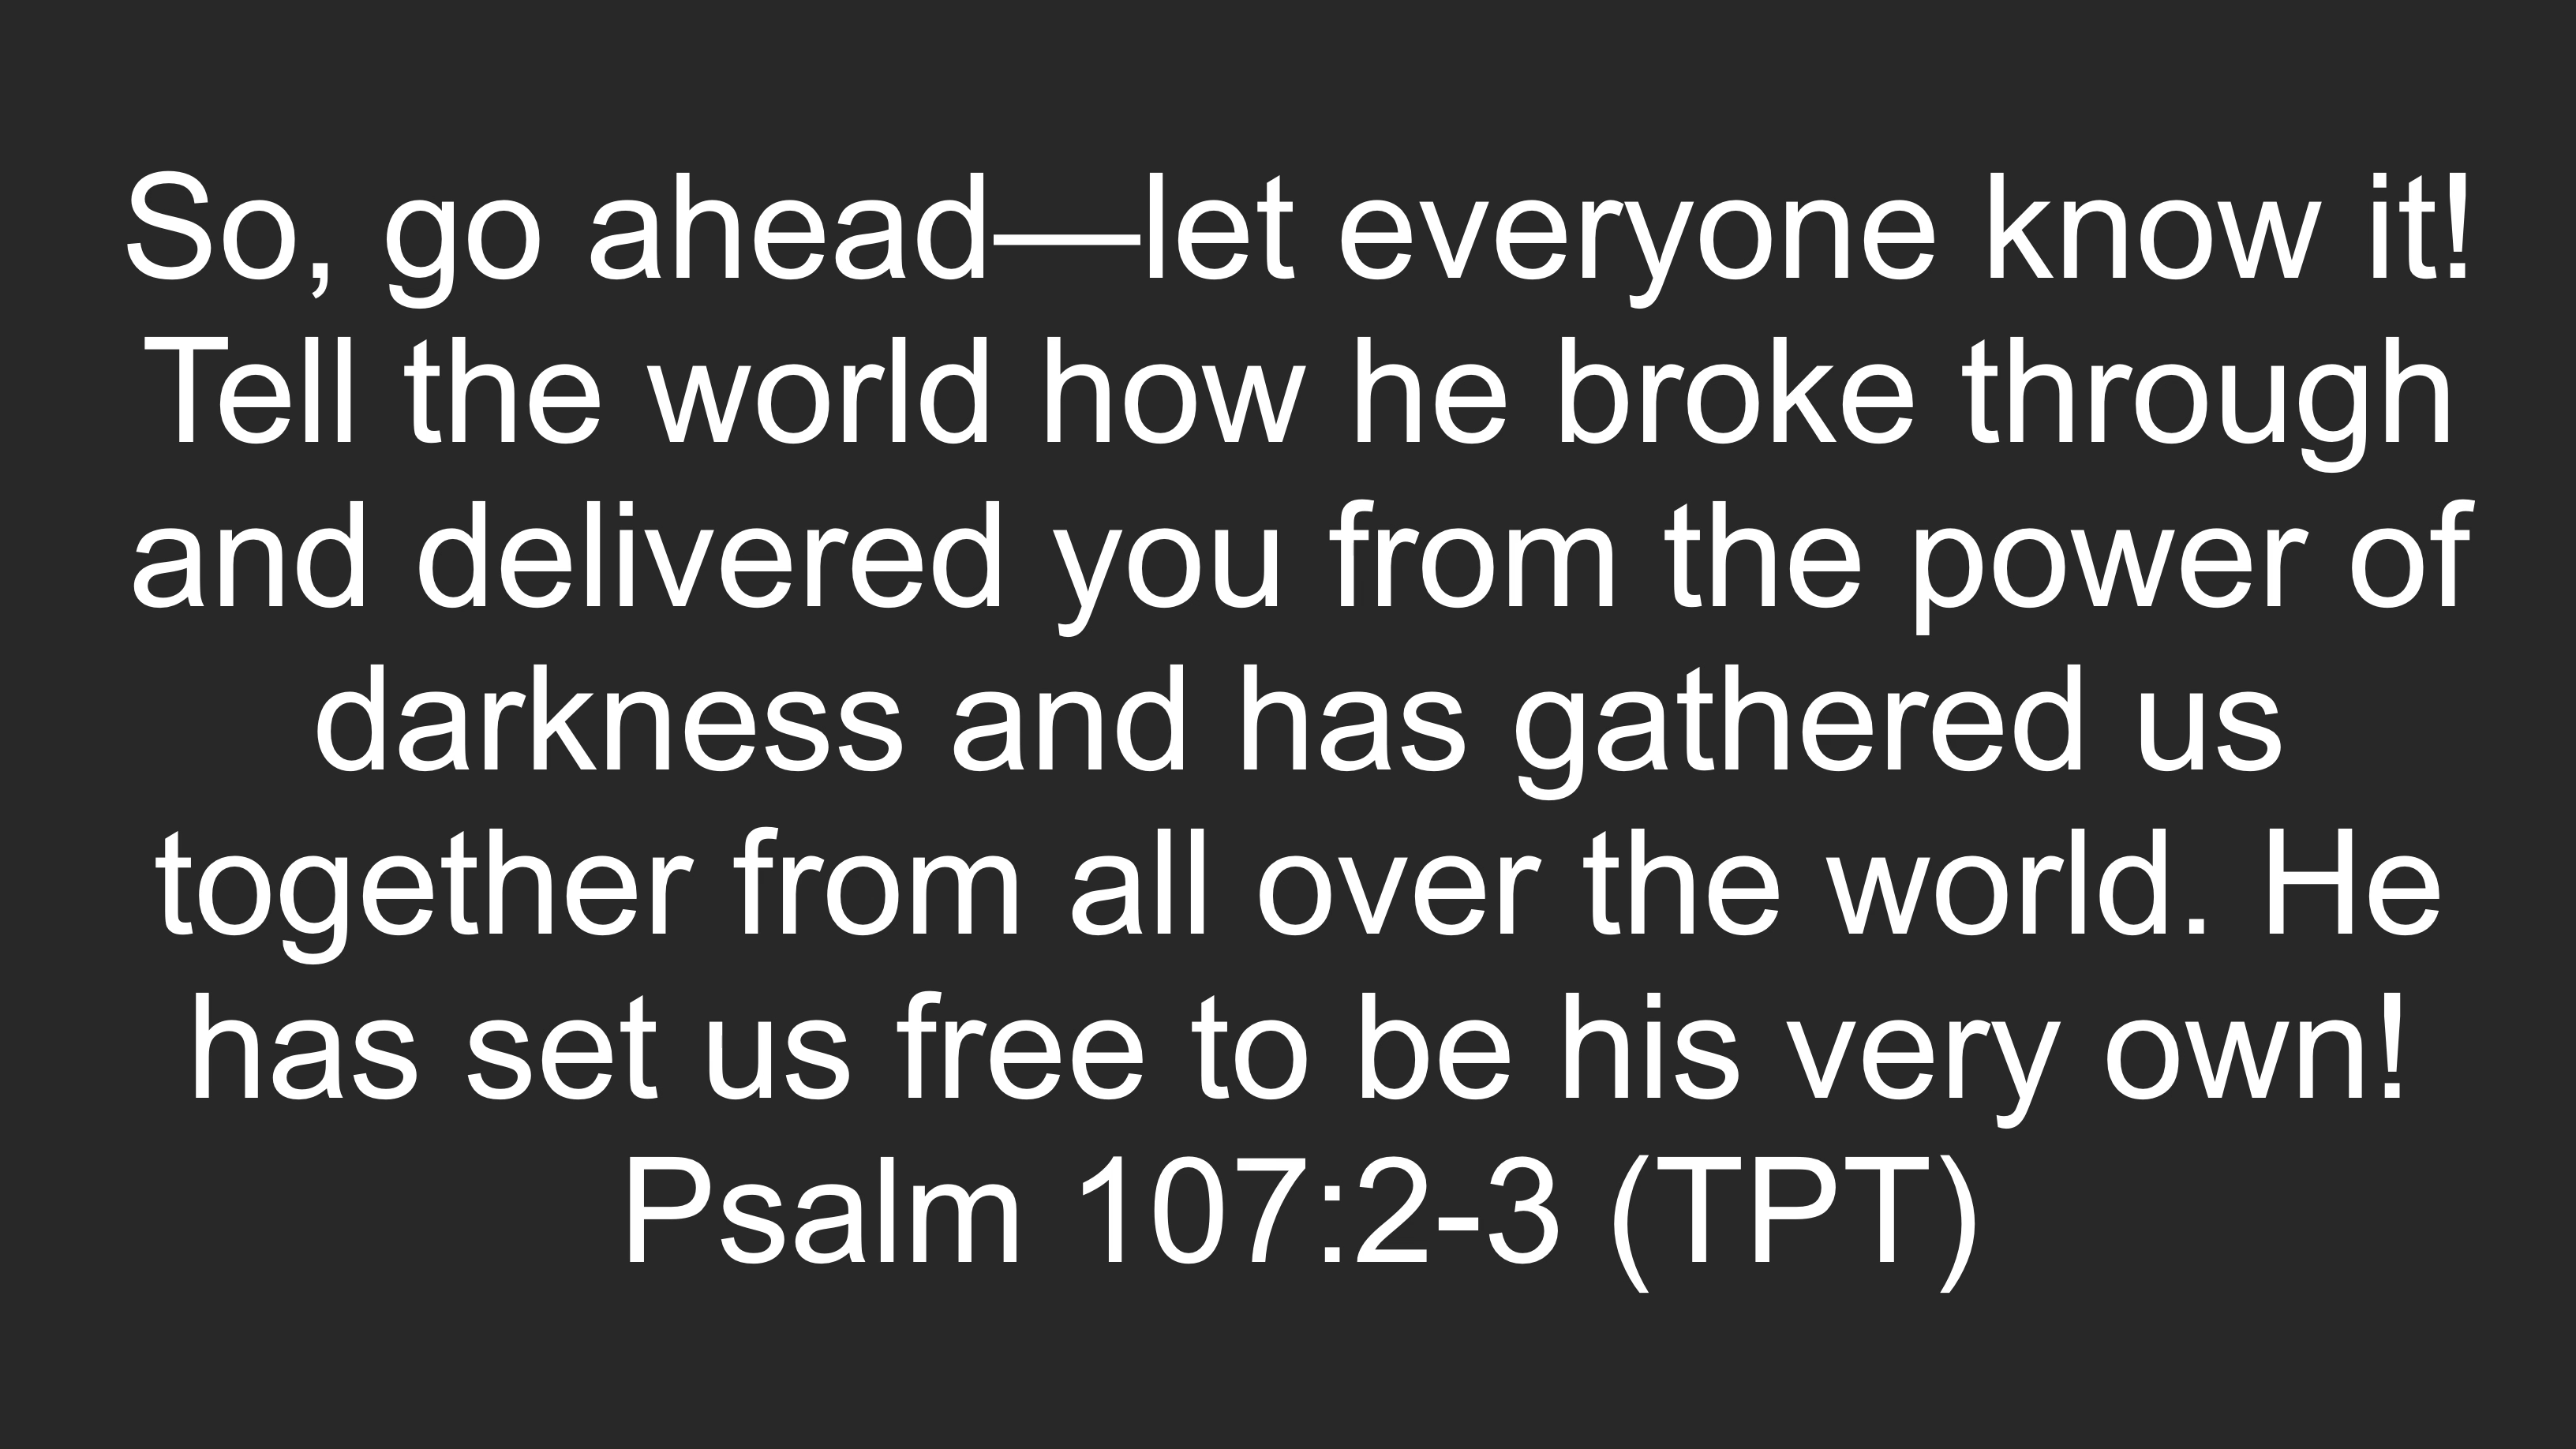 So, go ahead—let everyone know it!
Tell the world how he broke through
and delivered you from the power of
darkness and has gathered us
together from all over the world. He
has set us free to be his very own!
Psalm 107:2-3 (TPT)